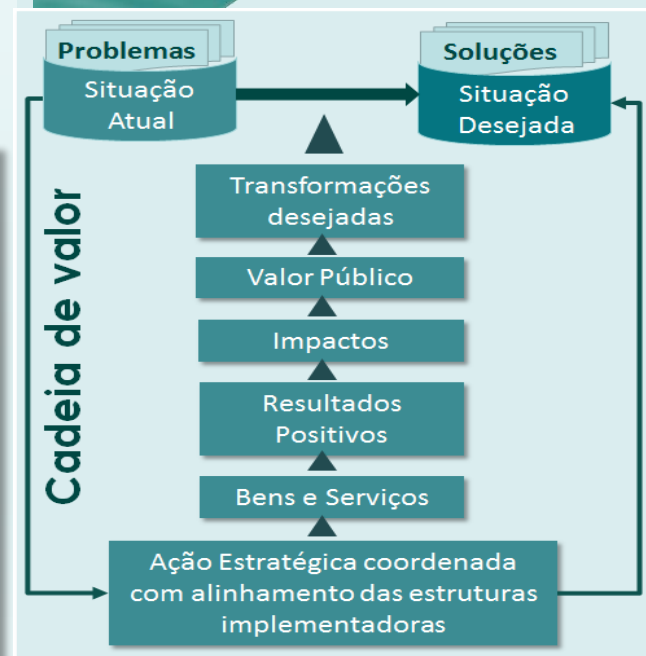 Problemas
Situação
Atual
Soluções
Situação
Desejada
Cadeia de valor
Transformações
desejadas
Valor Público
Impactos
Resultados
Positivos
Bens e Serviços
Ação Estratégica coordenada
com alinhamento das estruturas
implementadoras